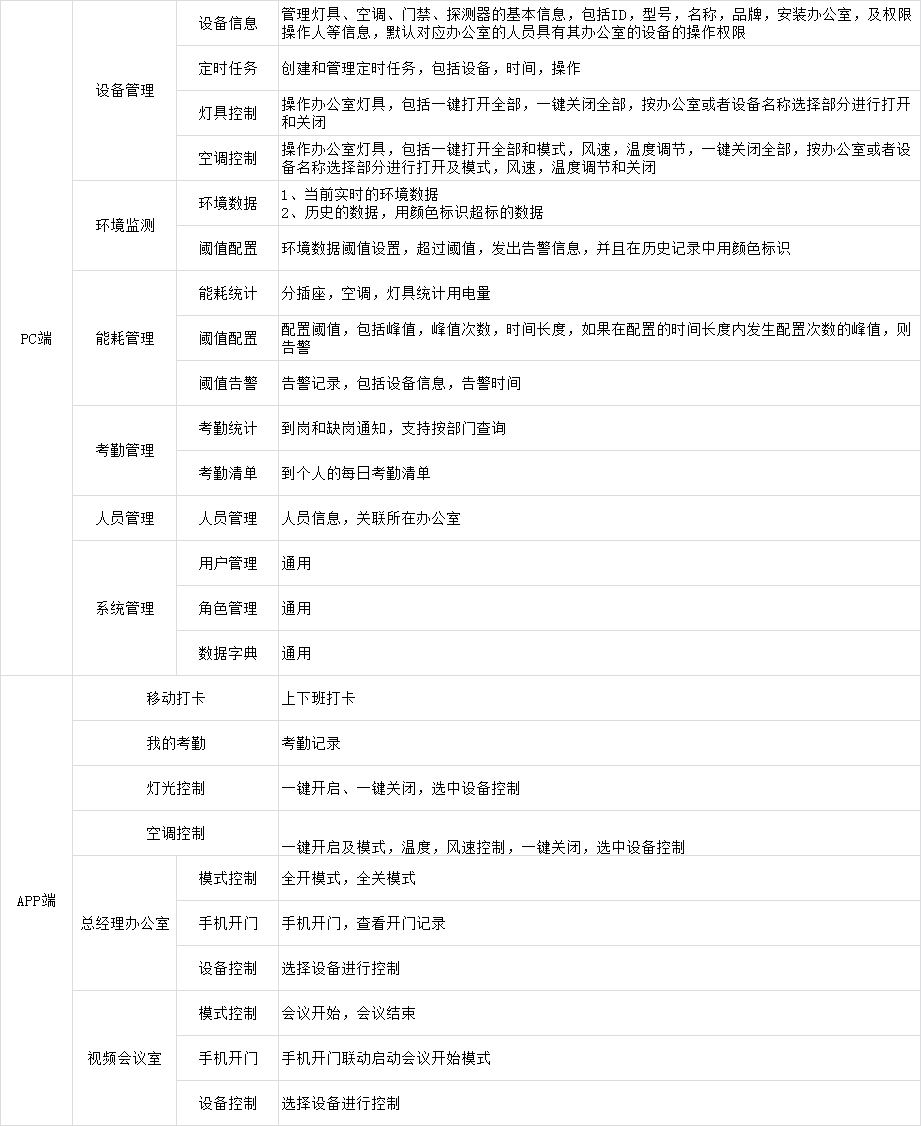 PC端
设备管理
设备信息
管理灯具、空调、门禁、探测器的基本信息，包括ID，型号，名称，品牌，安装办公室，及权限
操作人等信息，默认对应办公室的人员具有其办公室的设备的操作权限
定时任务
创建和管理定时任务，包括设备，时间，操作
灯具控制
操作办公室灯具，包括一键打开全部，一键关闭全部，按办公室或者设备名称选择部分进行打开
和关闭
空调控制
操作办公室灯具，包括一键打开全部和模式，风速，温度调节，一键关闭全部，按办公室或者设
备名称选择部分进行打开及模式，风速，温度调节和关闭
环境监测
环境数据
1、当前实时的环境数据
2、历史的数据，用颜色标识超标的数据
阈值配置
环境数据阈值设置，超过阈值，发出告警信息，并且在历史记录中用颜色标识
能耗管理
能耗统计
分插座，空调，灯具统计用电量
阈值配置
配置阈值，包括峰值，峰值次数，时间长度，如果在配置的时间长度内发生配置次数的峰值，则
告警
阈值告警
告警记录，包括设备信息，告警时间
考勤管理
考勤统计
到岗和缺岗通知，支持按部门查询
考勤清单
到个人的每日考勤清单
人员管理
人员管理
人员信息，关联所在办公室
系统管理
用户管理
通用
角色管理
通用
数据字典
通用
APP端
移动打卡
上下班打卡
我的考勤
考勤记录
灯光控制
一键开启、一键关闭，选中设备控制
空调控制
一键开启及模式，温度，风速控制，一键关闭，选中设备控制
总经理办公室
模式控制
全开模式，全关模式
手机开门
手机开门，查看开门记录
设备控制
选择设备进行控制
视频会议室
模式控制
会议开始，会议结束
手机开门
手机开门联动启动会议开始模式
设备控制
选择设备进行控制